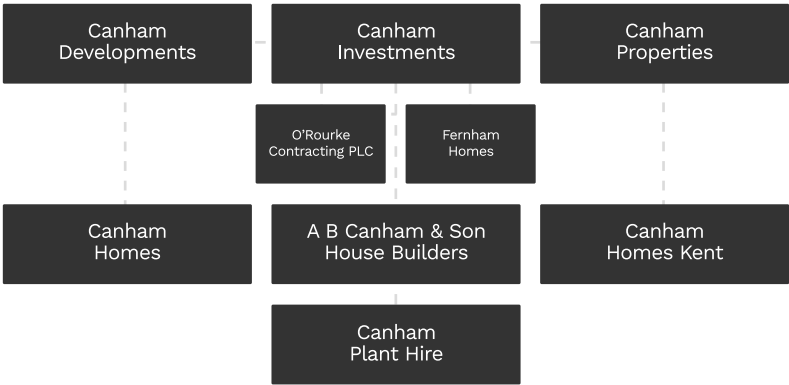 Canham
Developments
Canham
Investments
Canham
Properties
O'Rourke
Contracting PLC
Fernham
Homes
Canham
Homes
A B Canham & Son
House Builders
Canham
Homes Kent
Canham
Plant Hire